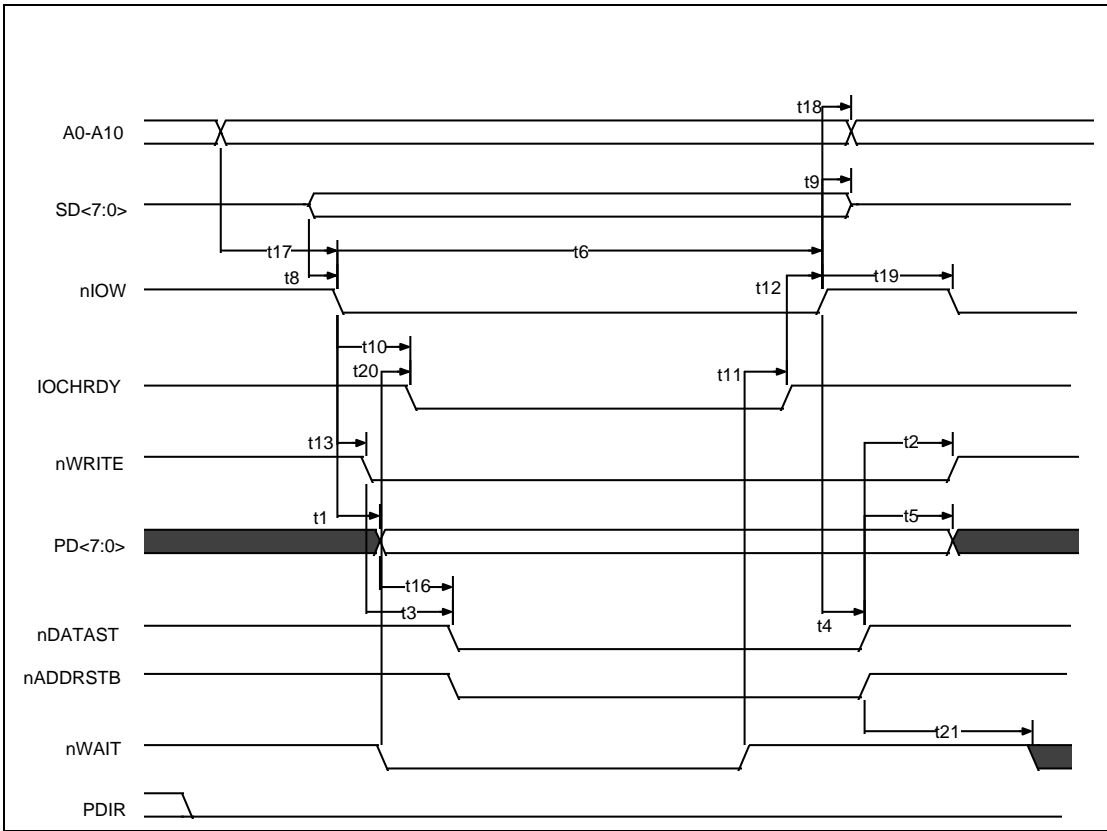 t18
A0-A10
t9
SD<7:0>
t17
t6
t8
t12
t19
nIOW
t10
t20
t11
IOCHRDY
t13
t2
nWRITE
t1
t5
PD<7:0>
t16
t3
t4
nDATAST
nADDRSTB
t21
nWAIT
PDIR